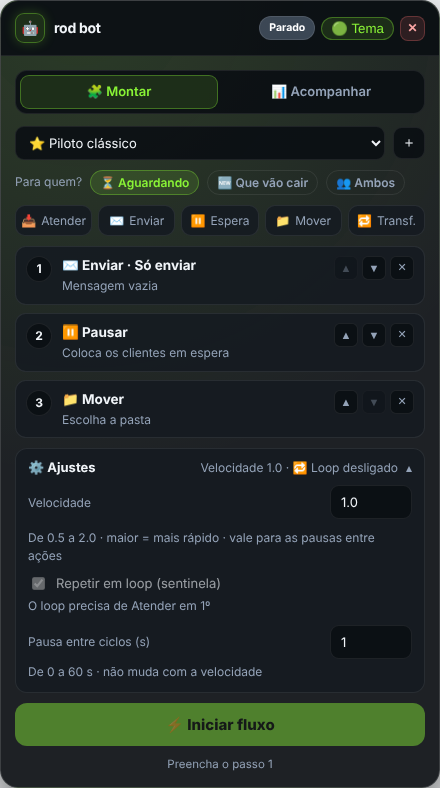 🤖 rod bot Parado 🟢 Tema ✕
🧩 Montar 📊 Acompanhar
⭐ Piloto clássico +
Para quem? ⏳ Aguardando 🆕 Que vão cair 👥 Ambos
📥 Atender ✉️ Enviar ⏸️ Espera 📁 Mover 🔁 Transf.
1 ✉️ Enviar · Só enviar ▲ ▼ ✕
Mensagem vazia
2 ⏸️ Pausar ▲ ▼ ✕
Coloca os clientes em espera
3 📁 Mover ▲ ▼ ✕
Escolha a pasta
⚙️ Ajustes Velocidade 1.0 · 🔁 Loop desligado ▲
Velocidade 1.0
De 0.5 a 2.0 · maior = mais rápido · vale para as pausas entre
ações
Repetir em loop (sentinela)
O loop precisa de Atender em 1º
Pausa entre ciclos (s) 1
De 0 a 60 s · não muda com a velocidade
⚡ Iniciar fluxo
Preencha o passo 1